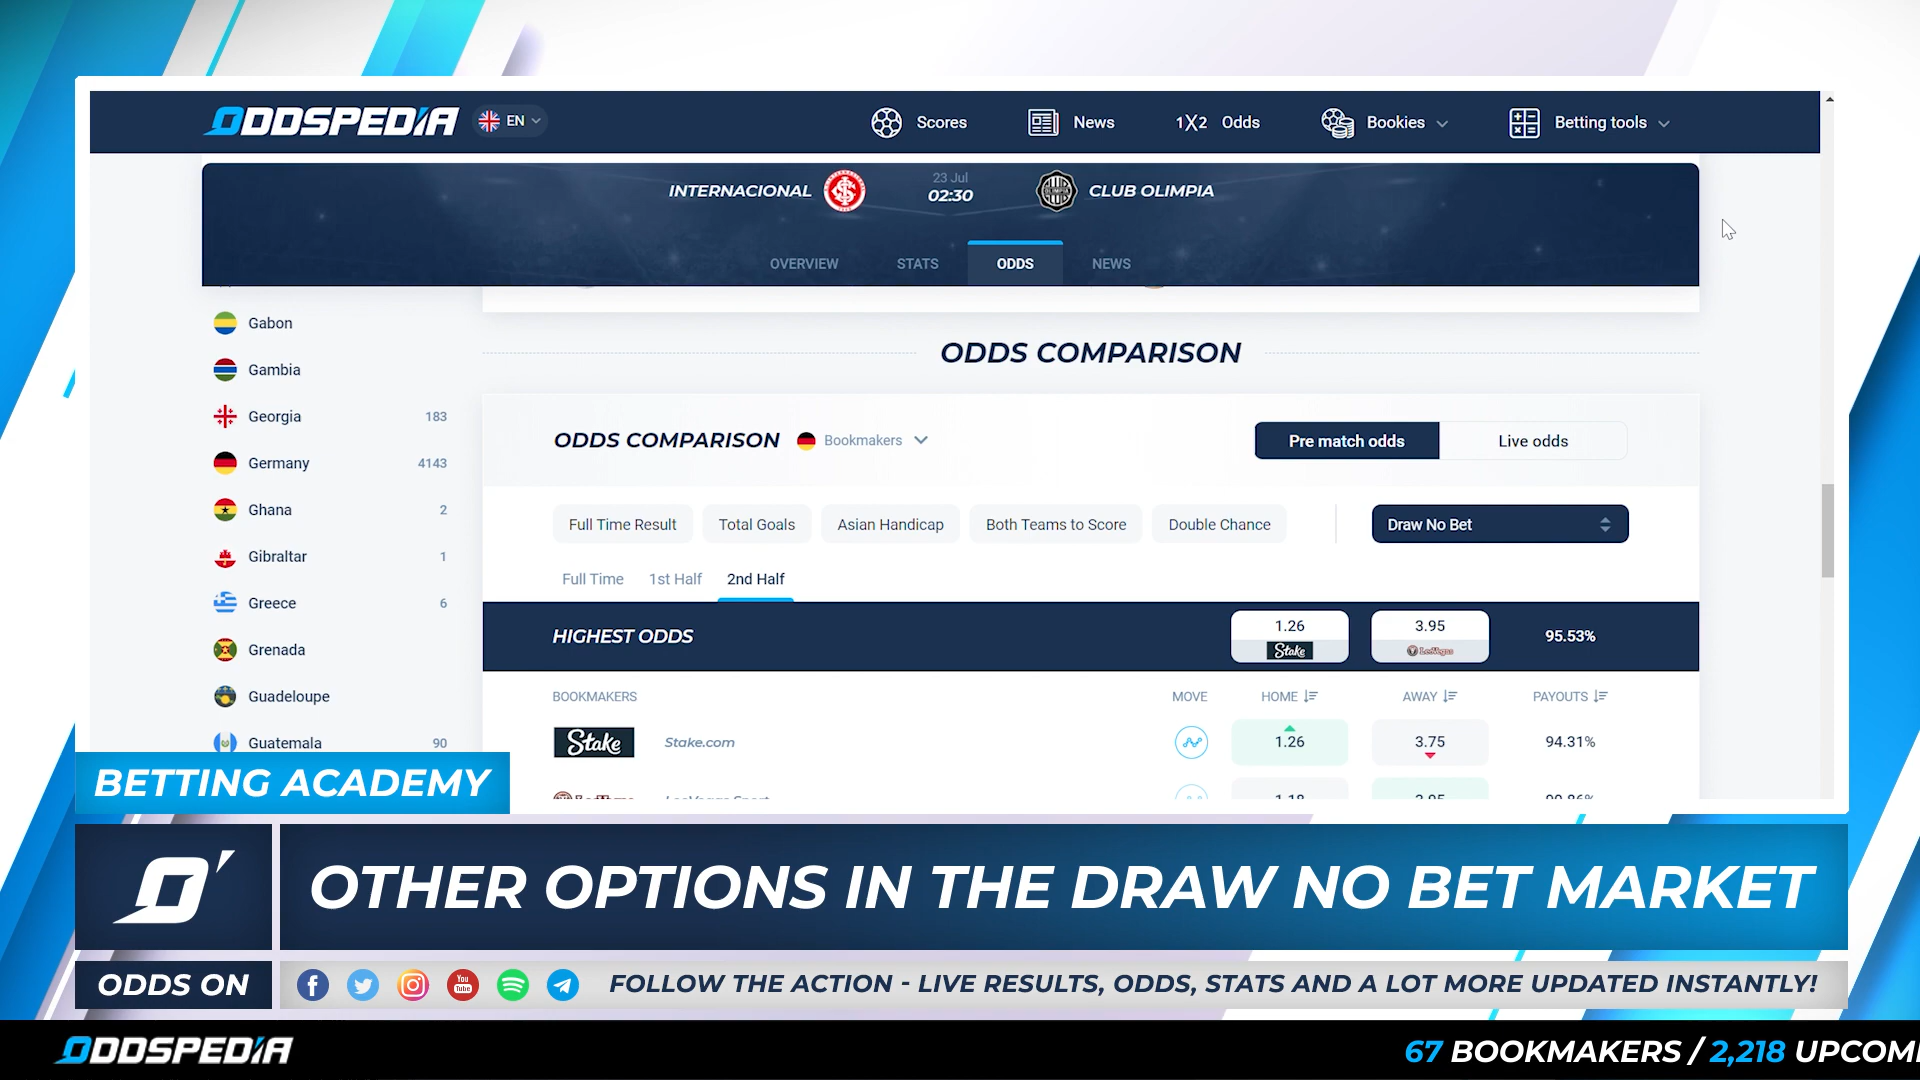 ODDSPEDIA EN Scores News 1X2 Odds Bookies Betting tools
INTERNACIONAL 23 Jul 02:30 CLUB OLIMPIA
OVERVIEW STATS ODDS NEWS
Gabon
Gambia
Georgia 183
Germany 4143
Ghana 2
Gibraltar 1
Greece 6
Grenada
Guadeloupe
Guatemala 90
ODDS COMPARISON
ODDS COMPARISON Bookmakers Pre match odds Live odds
Full Time Result Total Goals Asian Handicap Both Teams to Score Double Chance Draw No Bet
Full Time 1st Half 2nd Half
HIGHEST ODDS 1.26 Stake 3.95 LeoVegas 95.53%
BOOKMAKERS MOVE HOME AWAY PAYOUTS
Stake Stake.com 1.26 3.75 94.31%
BETTING ACADEMY
O' OTHER OPTIONS IN THE DRAW NO BET MARKET
ODDS ON You Tube FOLLOW THE ACTION - LIVE RESULTS, ODDS, STATS AND A LOT MORE UPDATED INSTANTLY!
ODDSPEDIA 67 BOOKMAKERS / 2,218 UPCOMI